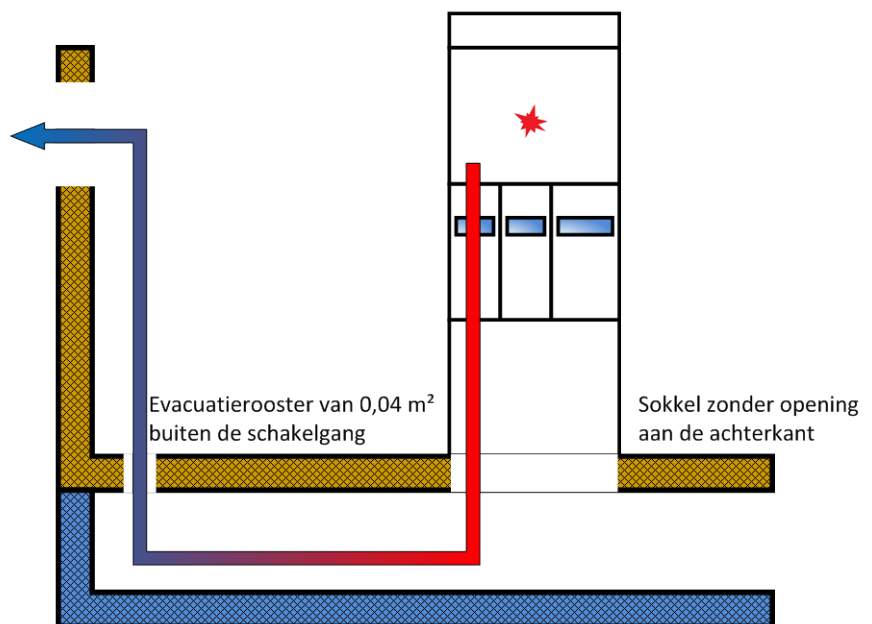 Evacuatierooster van 0,04 m²
buiten de schakelgang
Sokkel zonder opening
aan de achterkant